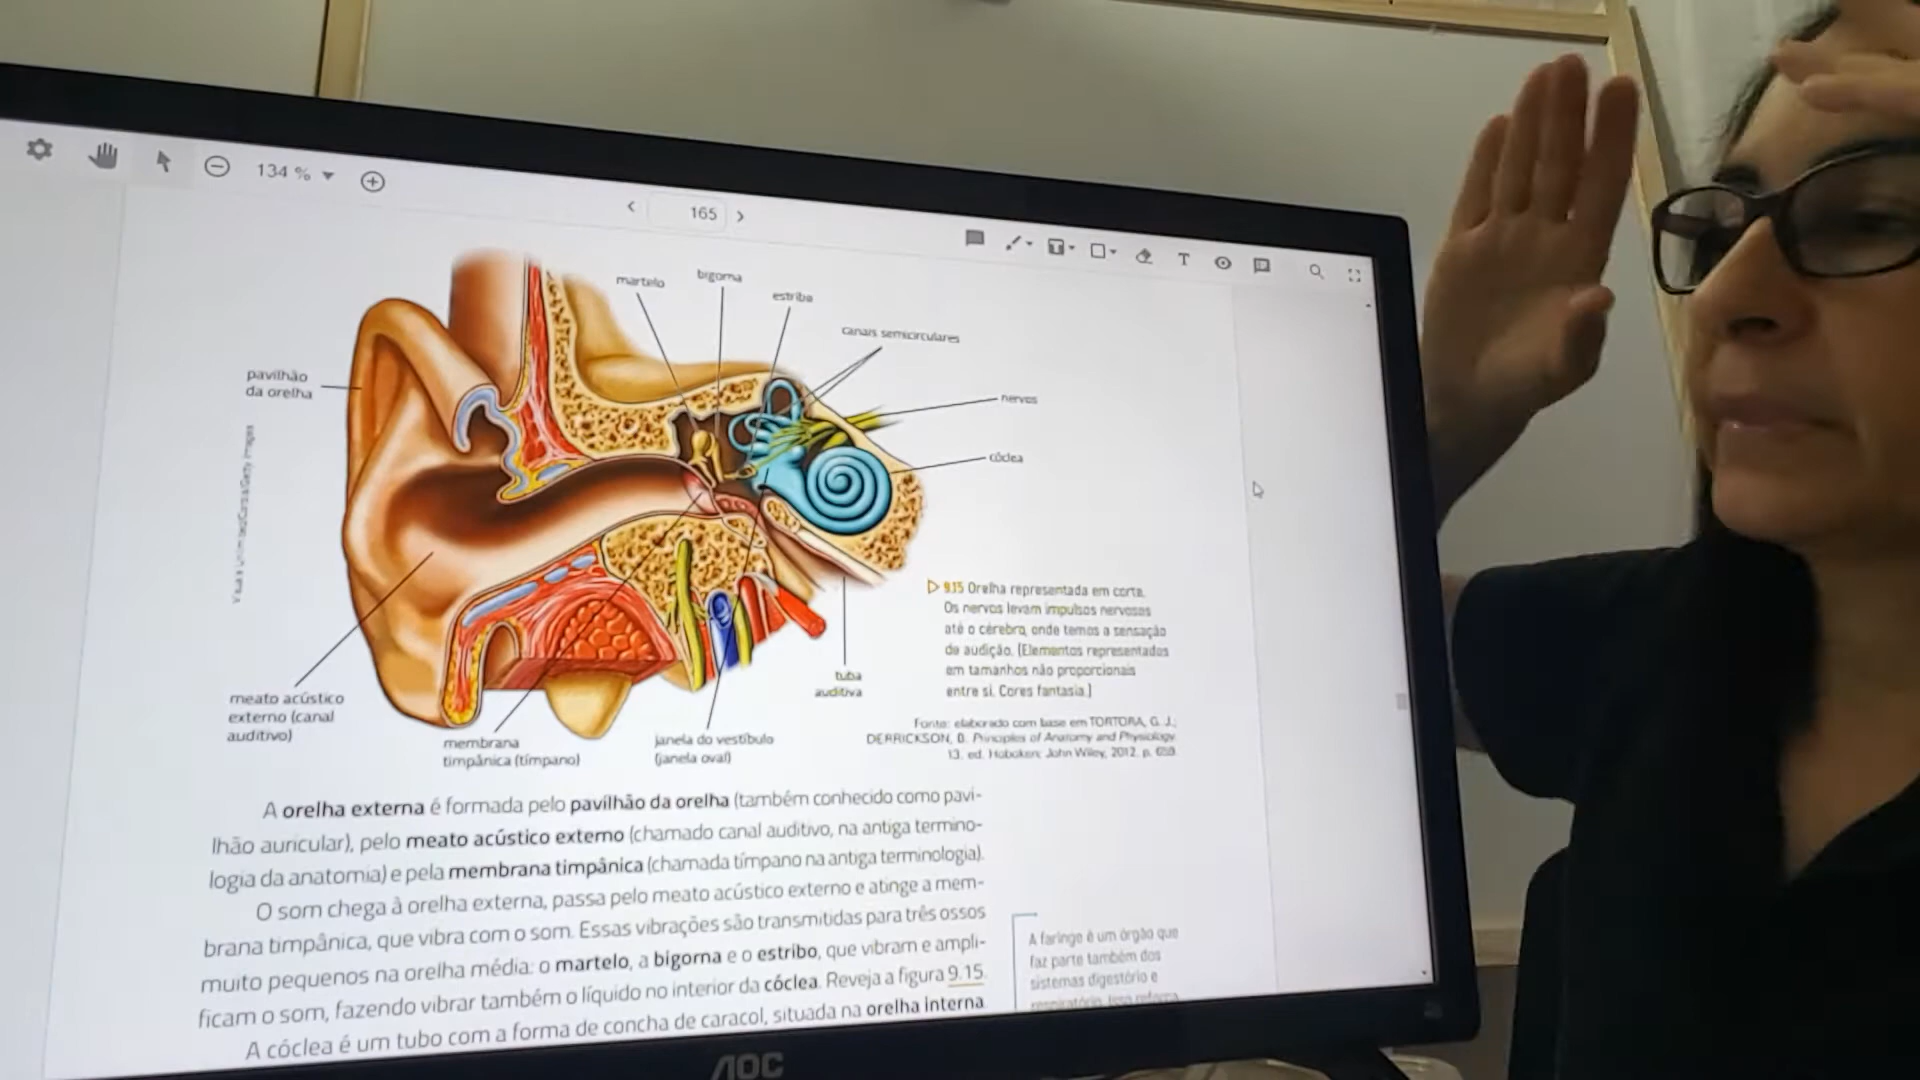 134 %
165
martelo
bigorna
estribo
canais semicirculares
pavilhão
da orelha
nervos
cóclea
meato acústico
externo (canal
auditivo)
membrana
timpânica (tímpano)
janela do vestíbulo
(janela oval)
tuba
auditiva
9.15 Orelha representada em corte.
Os nervos levam impulsos nervosos
até o cérebro, onde temos a sensação
da audição. (Elementos representados
em tamanhos não proporcionais
entre si. Cores fantasia.)
Fonte: elaborado com base em TORTORA, G. J.;
DERRICKSON, B. Principles of Anatomy and Physiology.
13. ed. Hoboken: John Wiley, 2012. p.
A orelha externa é formada pelo pavilhão da orelha (também conhecido como pavi-
lhão auricular), pelo meato acústico externo (chamado canal auditivo, na antiga termino-
logia da anatomia) e pela membrana timpânica (chamada tímpano na antiga terminologia).
O som chega à orelha externa, passa pelo meato acústico externo e atinge a mem-
brana timpânica, que vibra com o som. Essas vibrações são transmitidas para três ossos
muito pequenos na orelha média: o martelo, a bigorna e o estribo, que vibram e ampli-
ficam o som, fazendo vibrar também o líquido no interior da cóclea. Reveja a figura 9.15.
A cóclea é um tubo com a forma de concha de caracol, situada na orelha interna
A faringe é um órgão que
faz parte também dos
sistemas digestório e
AOC